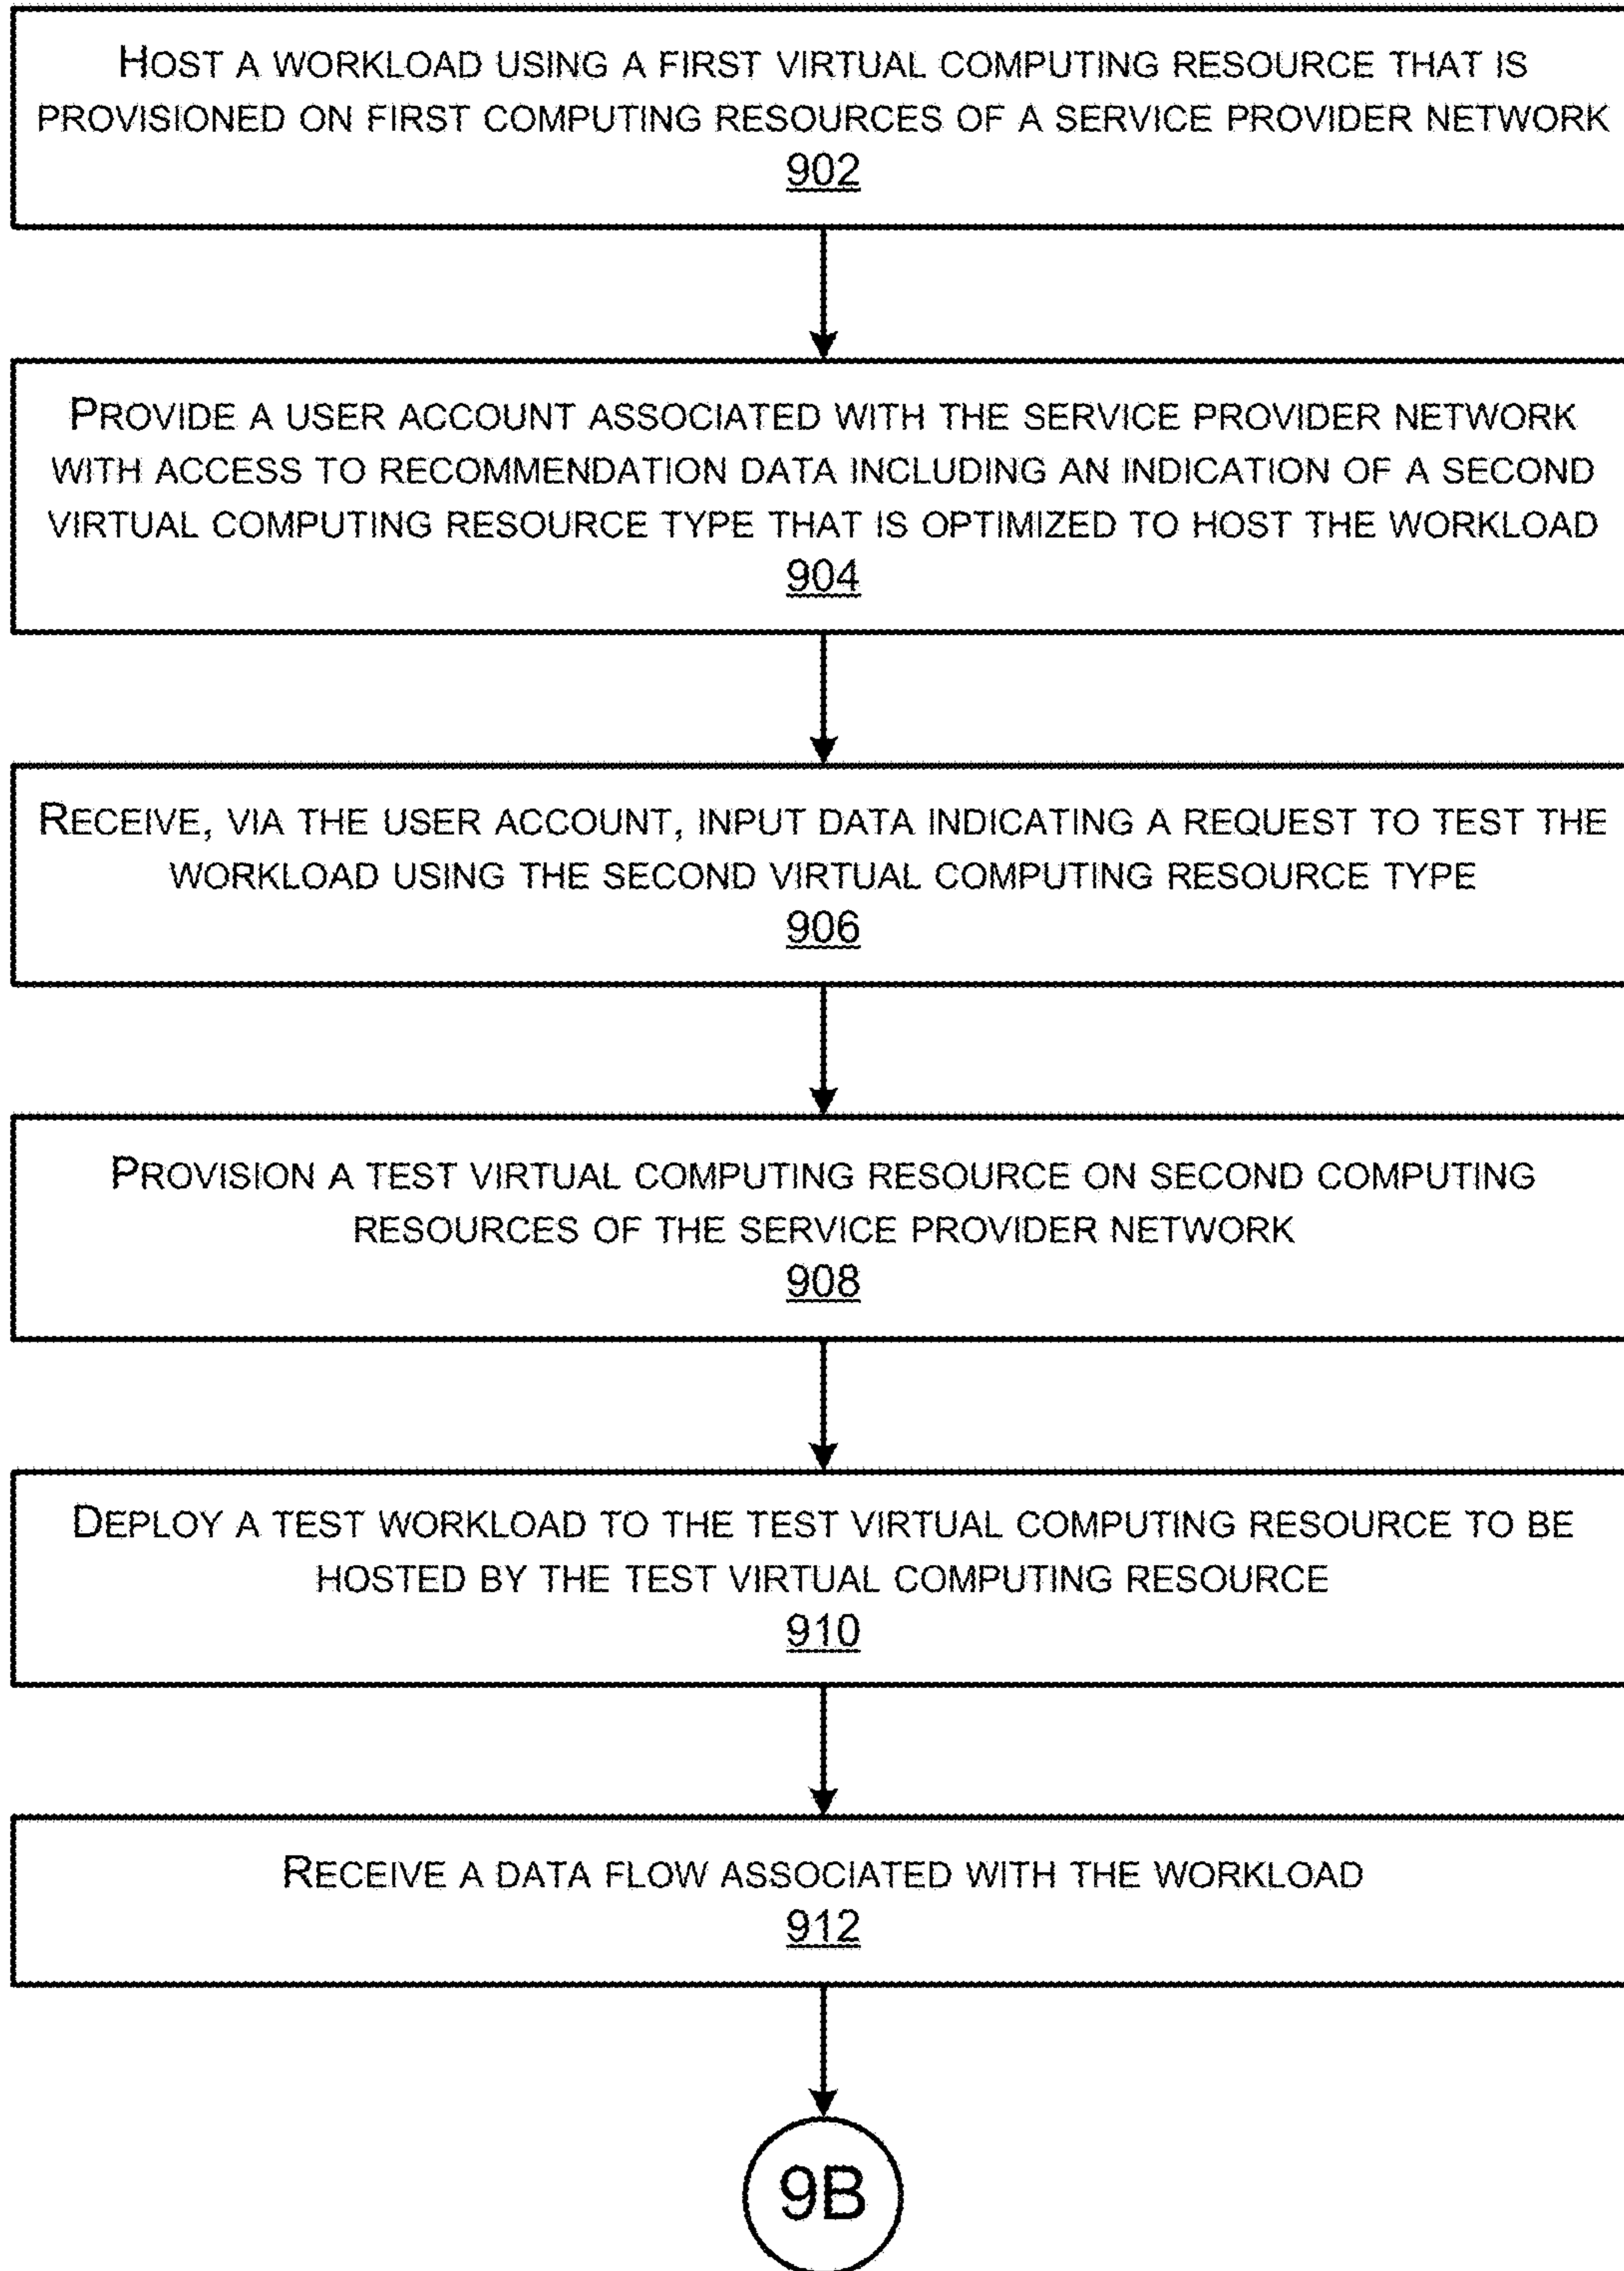 HOST A WORKLOAD USING A FIRST VIRTUAL COMPUTING RESOURCE THAT IS
PROVISIONED ON FIRST COMPUTING RESOURCES OF A SERVICE PROVIDER NETWORK
902
PROVIDE A USER ACCOUNT ASSOCIATED WITH THE SERVICE PROVIDER NETWORK
WITH ACCESS TO RECOMMENDATION DATA INCLUDING AN INDICATION OF A SECOND
VIRTUAL COMPUTING RESOURCE TYPE THAT IS OPTIMIZED TO HOST THE WORKLOAD
904
RECEIVE, VIA THE USER ACCOUNT, INPUT DATA INDICATING A REQUEST TO TEST THE
WORKLOAD USING THE SECOND VIRTUAL COMPUTING RESOURCE TYPE
906
PROVISION A TEST VIRTUAL COMPUTING RESOURCE ON SECOND COMPUTING
RESOURCES OF THE SERVICE PROVIDER NETWORK
908
DEPLOY A TEST WORKLOAD TO THE TEST VIRTUAL COMPUTING RESOURCE TO BE
HOSTED BY THE TEST VIRTUAL COMPUTING RESOURCE
910
RECEIVE A DATA FLOW ASSOCIATED WITH THE WORKLOAD
912
9B